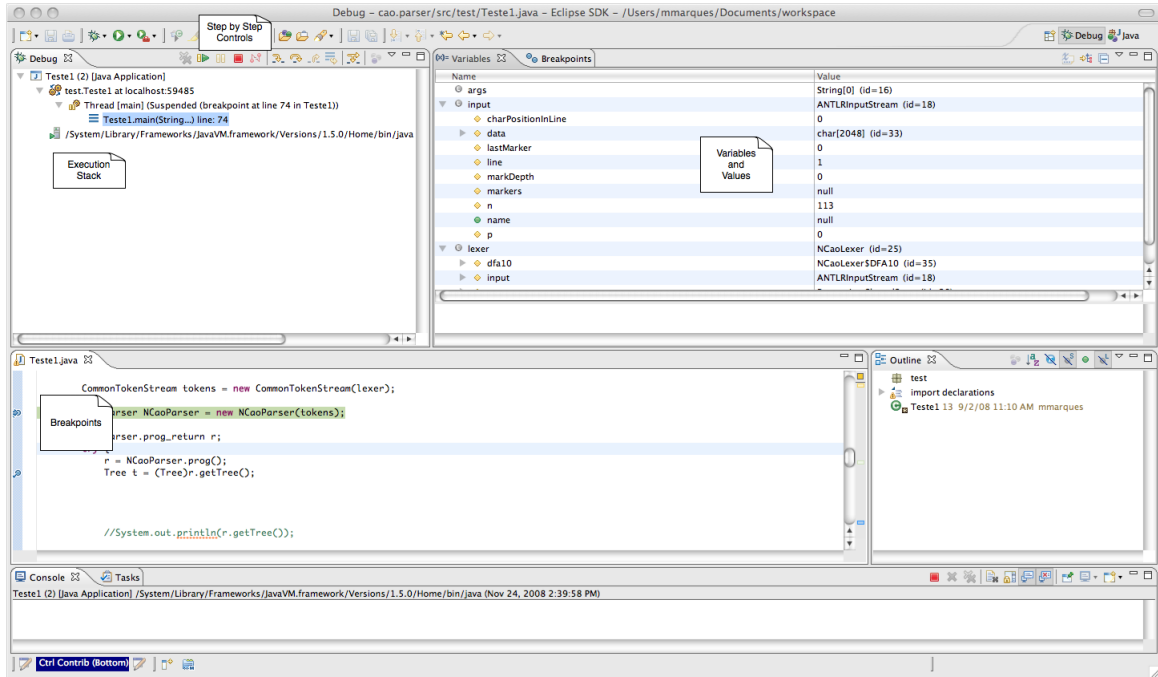 Debug – cao.parser/src/test/Teste1.java – Eclipse SDK – /Users/mmarques/Documents/workspace
Step by Step
Controls
Debug
Java
Debug
Teste1 (2) [Java Application]
test.Teste1 at localhost:59485
Thread [main] (Suspended (breakpoint at line 74 in Teste1))
Teste1.main(String...) line: 74
/System/Library/Frameworks/JavaVM.framework/Versions/1.5.0/Home/bin/java
Execution
Stack
(x)= Variables
Breakpoints
Name Value
args String[0] (id=16)
input ANTLRInputStream (id=18)
charPositionInLine 0
data char[2048] (id=33)
lastMarker 0
line 1
markDepth 0
markers null
n 113
name null
p 0
lexer NCaoLexer (id=25)
dfa10 NCaoLexer$DFA10 (id=35)
input ANTLRInputStream (id=18)
Variables
and
Values
Teste1.java
CommonTokenStream tokens = new CommonTokenStream(lexer);
arser NCaoParser = new NCaoParser(tokens);
Breakpoints
arser.prog_return r;
r = NCaoParser.prog();
Tree t = (Tree)r.getTree();
//System.out.println(r.getTree());
Outline
test
import declarations
Teste1 13 9/2/08 11:10 AM mmarques
Console
Tasks
Teste1 (2) [Java Application] /System/Library/Frameworks/JavaVM.framework/Versions/1.5.0/Home/bin/java (Nov 24, 2008 2:39:58 PM)
Ctrl Contrib (Bottom)